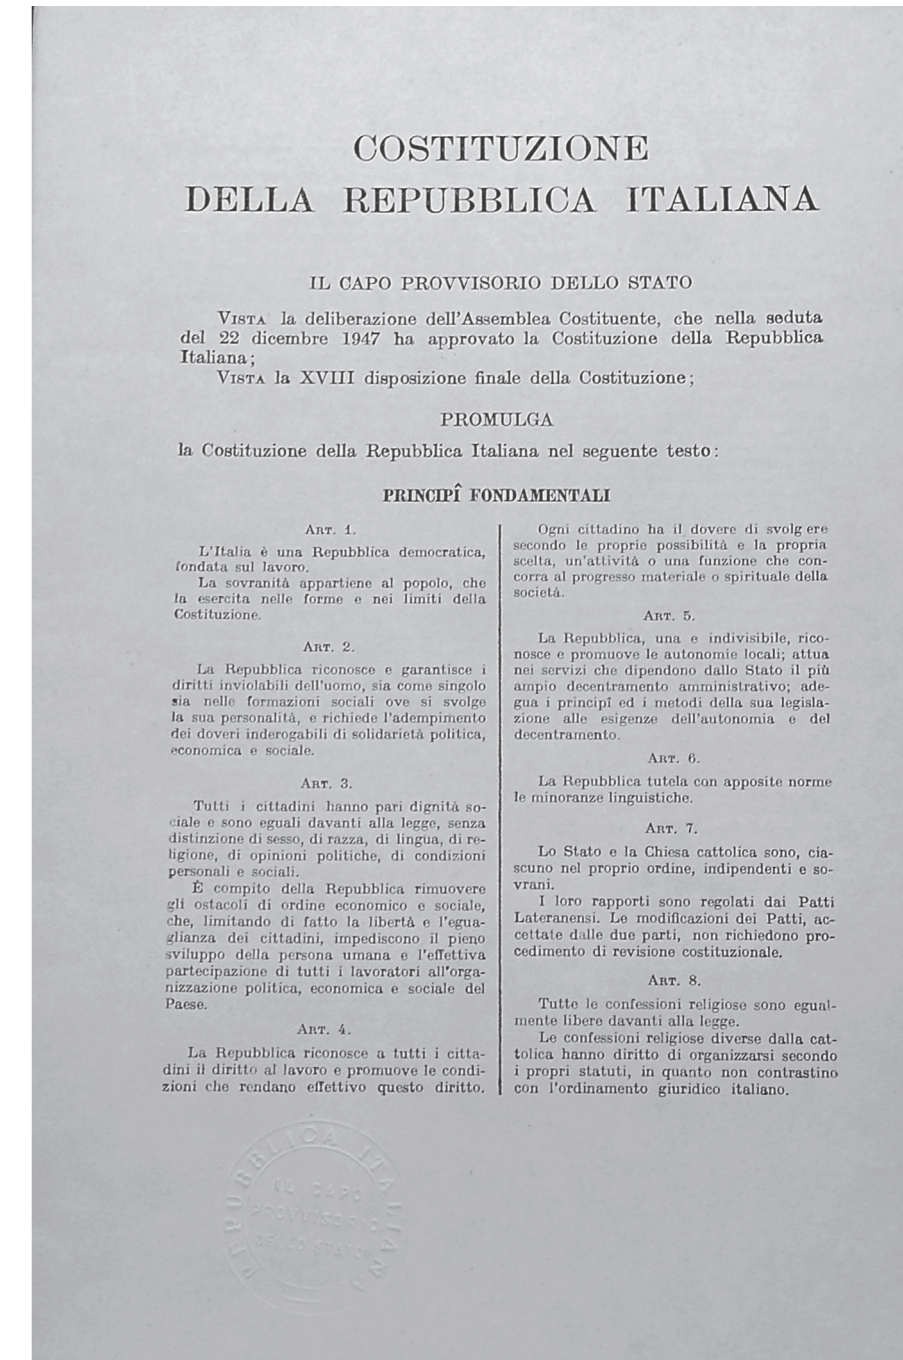 COSTITUZIONE
DELLA REPUBBLICA ITALIANA
IL CAPO PROVVISORIO DELLO STATO
VISTA la deliberazione dell'Assemblea Costituente, che nella seduta
del 22 dicembre 1947 ha approvato la Costituzione della Repubblica
Italiana;
VISTA la XVIII disposizione finale della Costituzione;
PROMULGA
la Costituzione della Repubblica Italiana nel seguente testo:
PRINCIPÎ FONDAMENTALI
ART. 1.
L'Italia è una Repubblica democratica,
fondata sul lavoro.
La sovranità appartiene al popolo, che
la esercita nelle forme e nei limiti della
Costituzione.
ART. 2.
La Repubblica riconosce e garantisce i
diritti inviolabili dell'uomo, sia come singolo
sia nelle formazioni sociali ove si svolge
la sua personalità, e richiede l'adempimento
dei doveri inderogabili di solidarietà politica,
economica e sociale.
ART. 3.
Tutti i cittadini hanno pari dignità so-
ciale e sono eguali davanti alla legge, senza
distinzione di sesso, di razza, di lingua, di re-
ligione, di opinioni politiche, di condizioni
personali e sociali.
È compito della Repubblica rimuovere
gli ostacoli di ordine economico e sociale,
che, limitando di fatto la libertà e l'egua-
glianza dei cittadini, impediscono il pieno
sviluppo della persona umana e l'effettiva
partecipazione di tutti i lavoratori all'orga-
nizzazione politica, economica e sociale del
Paese.
ART. 4.
La Repubblica riconosce a tutti i citta-
dini il diritto al lavoro e promuove le condi-
zioni che rendano effettivo questo diritto.
Ogni cittadino ha il dovere di svolg ere
secondo le proprie possibilità e la propria
scelta, un'attività o una funzione che con-
corra al progresso materiale o spirituale della
società.
ART. 5.
La Repubblica, una e indivisibile, rico-
nosce e promuove le autonomie locali; attua
nei servizi che dipendono dallo Stato il più
ampio decentramento amministrativo; ade-
gua i principî ed i metodi della sua legisla-
zione alle esigenze dell'autonomia e del
decentramento.
ART. 6.
La Repubblica tutela con apposite norme
le minoranze linguistiche.
ART. 7.
Lo Stato e la Chiesa cattolica sono, cia-
scuno nel proprio ordine, indipendenti e so-
vrani.
I loro rapporti sono regolati dai Patti
Lateranensi. Le modificazioni dei Patti, ac-
cettate dalle due parti, non richiedono pro-
cedimento di revisione costituzionale.
ART. 8.
Tutte le confessioni religiose sono egual-
mente libere davanti alla legge.
Le confessioni religiose diverse dalla cat-
tolica hanno diritto di organizzarsi secondo
i propri statuti, in quanto non contrastino
con l'ordinamento giuridico italiano.
REPUBBLICA ITALIANA
IL CAPO
PROVVISORIO
DELLO STATO